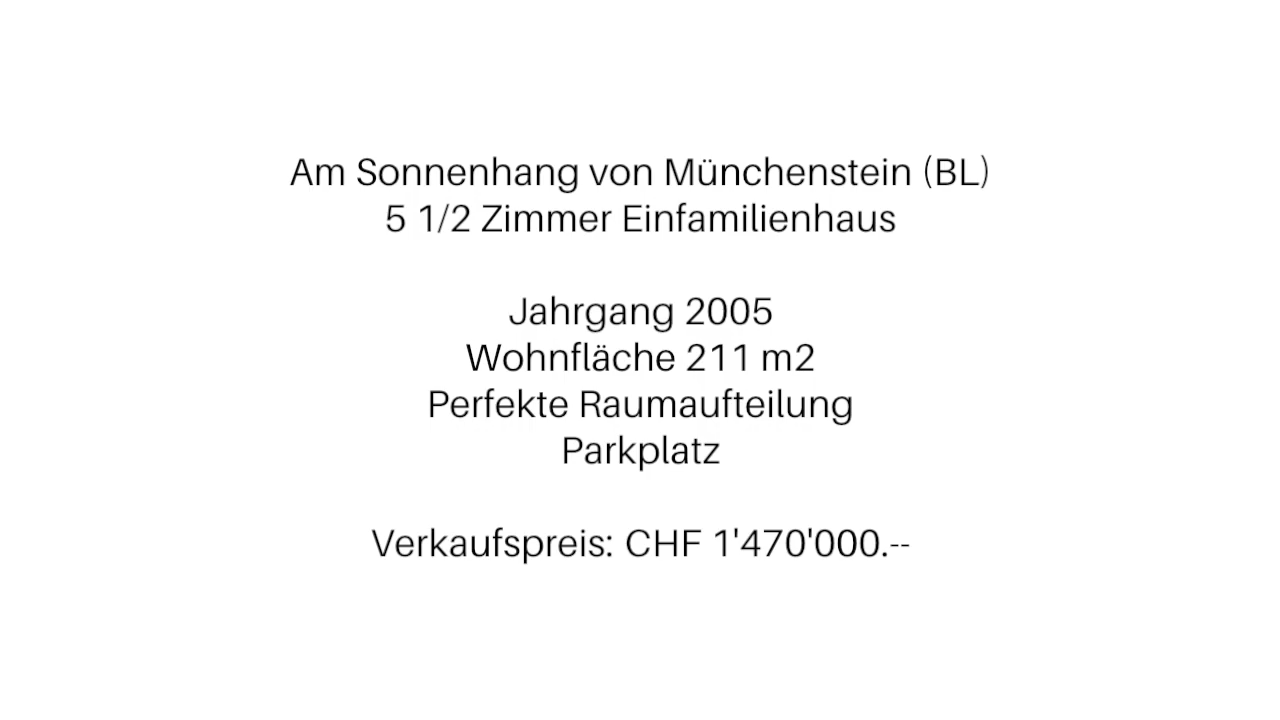 Am Sonnenhang von Münchenstein (BL)
5 1/2 Zimmer Einfamilienhaus
Jahrgang 2005
Wohnfläche 211 m2
Perfekte Raumaufteilung
Parkplatz
Verkaufspreis: CHF 1'470'000.--